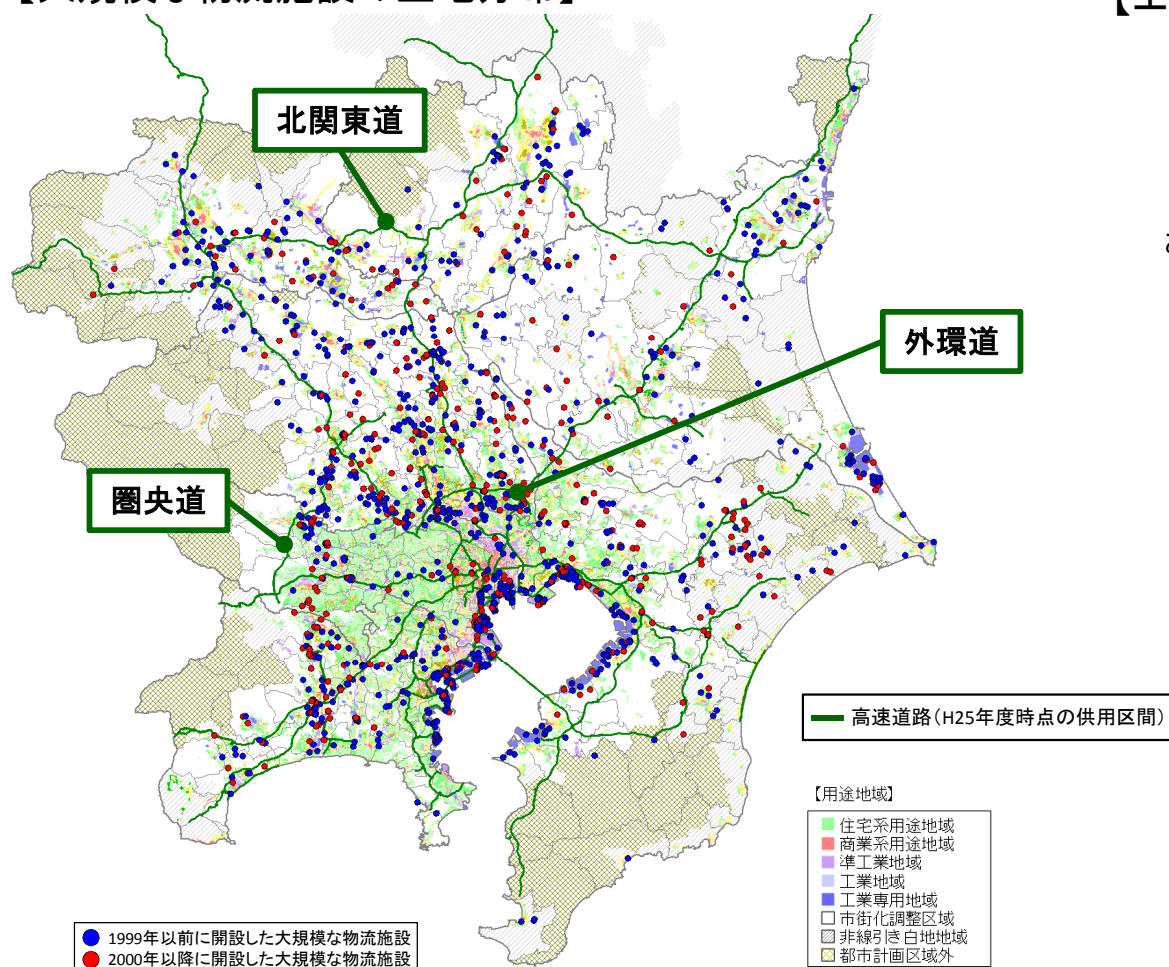 北関東道
外環道
圏央道
高速道路(H25年度時点の供用区間)
【用途地域】
住宅系用途地域
商業系用途地域
準工業地域
工業地域
工業専用地域
市街化調整区域
非線引き白地地域
都市計画区域外
1999年以前に開設した大規模な物流施設
2000年以降に開設した大規模な物流施設